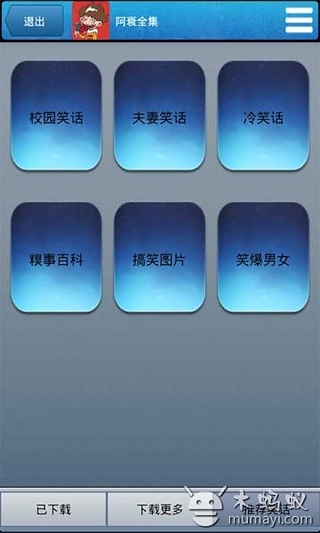 退出
阿衰全集
校园笑话
夫妻笑话
冷笑话
糗事百科
搞笑图片
笑爆男女
已下载
下载更多
推荐笑话
木蚂蚁
mumayi.com